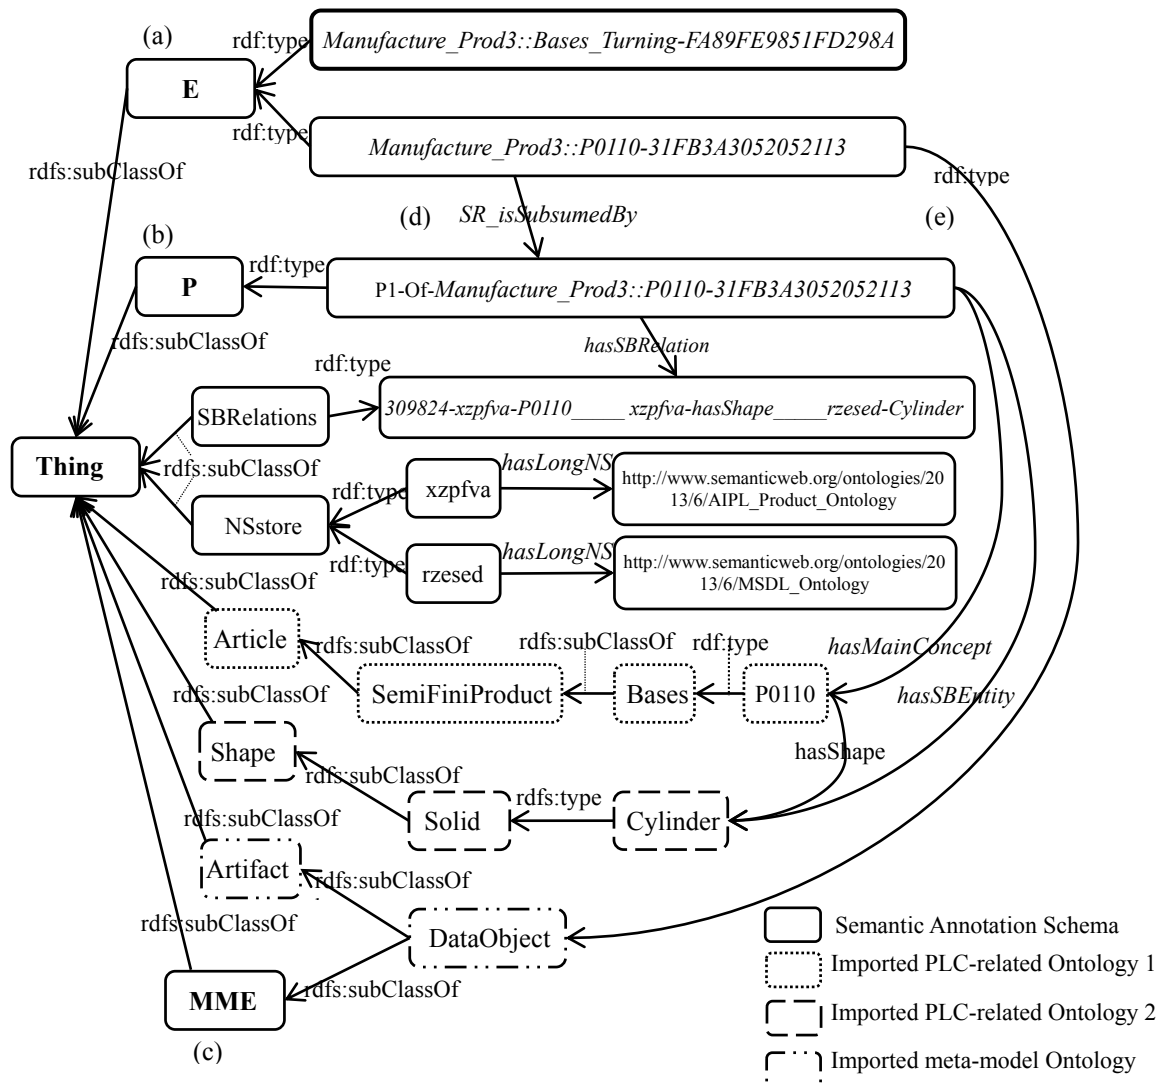 (a)
rdf:type
Manufacture_Prod3::Bases_Turning-FA89FE9851FD298A
E
rdf:type
Manufacture_Prod3::P0110-31FB3A3052052113
rdfs:subClassOf
rdf:type
(d)
SR_isSubsumedBy
(e)
(b)
rdf:type
P
P1-Of-Manufacture_Prod3::P0110-31FB3A3052052113
rdfs:subClassOf
hasSBRelation
rdf:type
SBRelations
309824-xzpfva-P0110_____ xzpfva-hasShape_____rzesed-Cylinder
Thing
rdfs:subClassOf
hasLongNS
xzpfva
http://www.semanticweb.org/ontologies/20
13/6/AIPL_Product_Ontology
rdf:type
NSstore
hasLongNS
rdf:type
rzesed
http://www.semanticweb.org/ontologies/20
13/6/MSDL_Ontology
rdfs:subClassOf
Article
rdfs:subClassOf
rdfs:subClassOf
rdf:type
hasMainConcept
rdfs:subClassOf
SemiFiniProduct
Bases
P0110
hasSBEntity
Shape
hasShape
rdfs:subClassOf
rdfs:type
Solid
Cylinder
rdfs:subClassOf
Artifact
rdfs:subClassOf
rdfs:subClassOf
DataObject
Semantic Annotation Schema
Imported PLC-related Ontology 1
MME
rdfs:subClassOf
Imported PLC-related Ontology 2
(c)
Imported meta-model Ontology